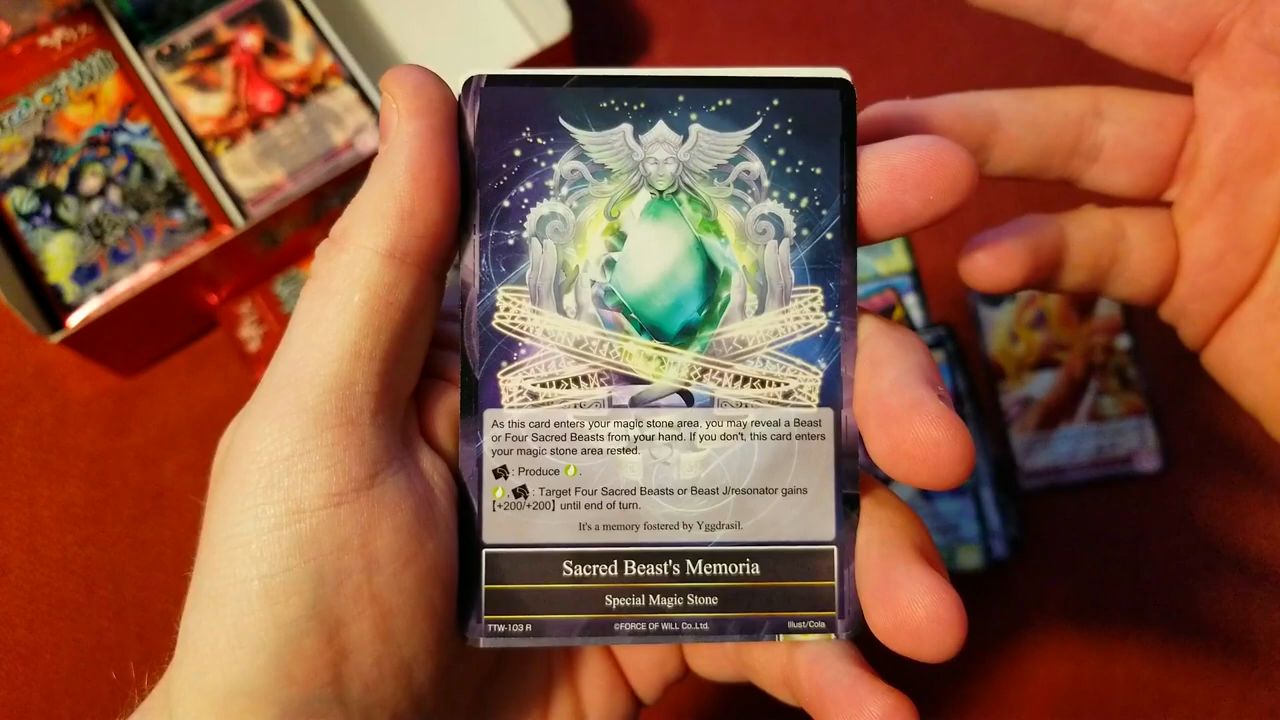 As this card enters your magic stone area, you may reveal a Beast
or Four Sacred Beasts from your hand. If you don't, this card enters
your magic stone area rested.
: Produce .
, : Target Four Sacred Beasts or Beast J/resonator gains
[+200/+200] until end of turn.
It's a memory fostered by Yggdrasil.
Sacred Beast's Memoria
Special Magic Stone
TTW-103 R ©FORCE OF WILL Co.,Ltd. Illust/Cola